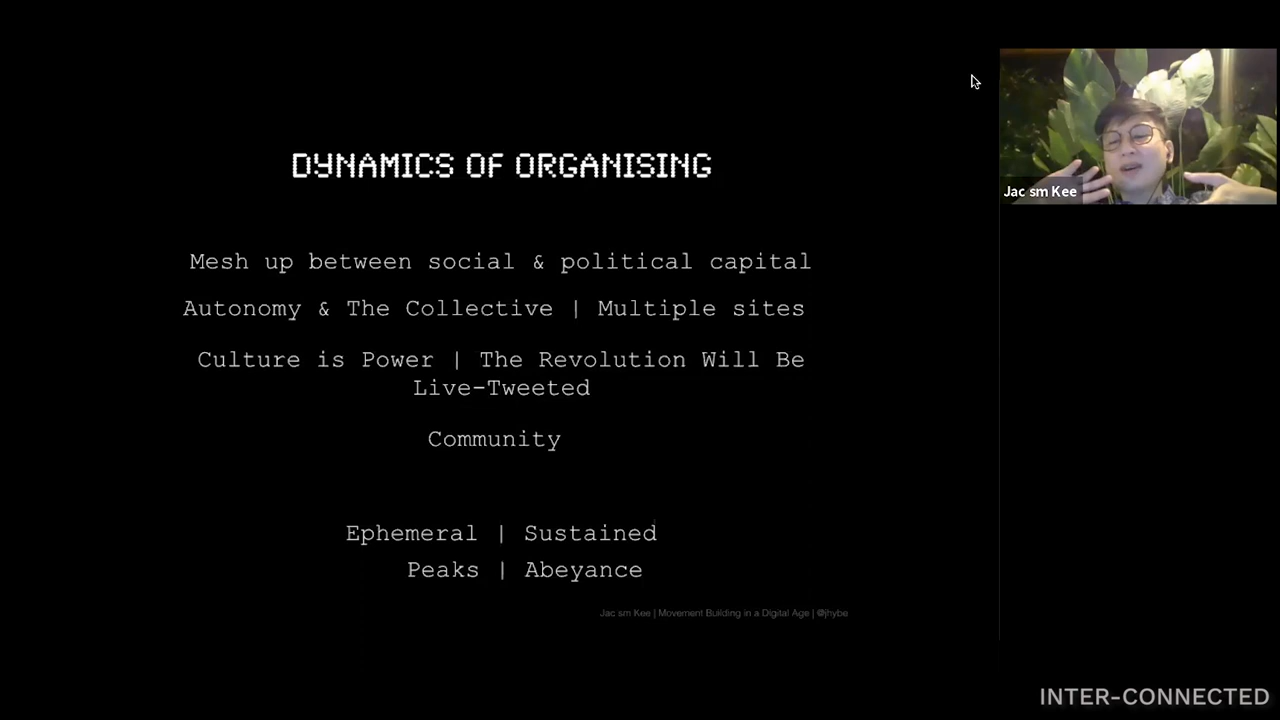 DYNAMICS OF ORGANISING
Jac sm Kee
Mesh up between social & political capital
Autonomy & The Collective | Multiple sites
Culture is Power | The Revolution Will Be
Live-Tweeted
Community
Ephemeral | Sustained
Peaks | Abeyance
Jac sm Kee | Movement Building in a Digital Age | @jhybe
INTER-CONNECTED